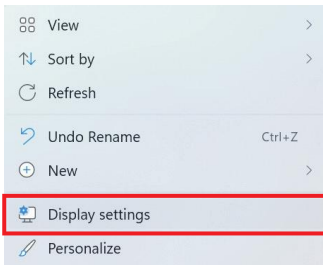 View
Sort by
Refresh
Undo Rename Ctrl+Z
New
Display settings
Personalize